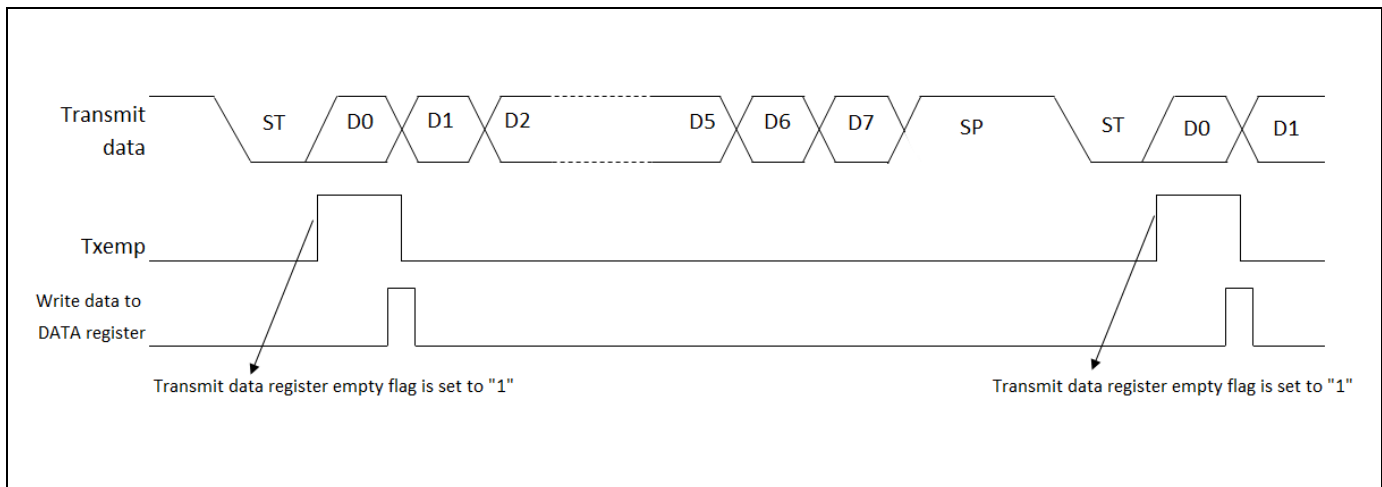 Transmit
data
ST D0 D1 D2 D5 D6 D7 SP ST D0 D1
Txemp
Write data to
DATA register
Transmit data register empty flag is set to "1" Transmit data register empty flag is set to "1"